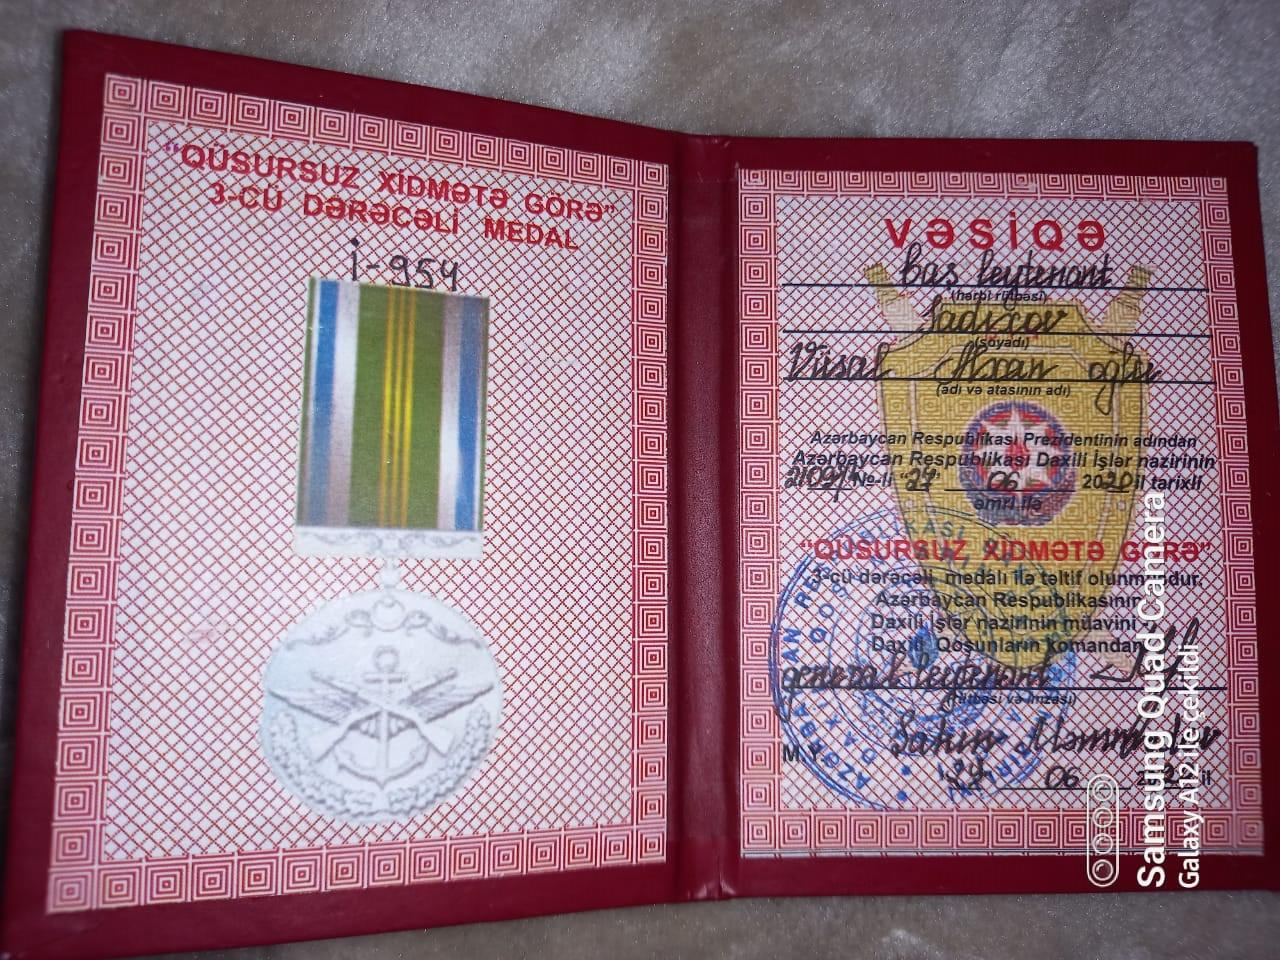 "QÜSURSUZ XİDMƏTƏ GÖRƏ"
3-CÜ DƏRƏCƏLİ MEDAL
i-954
VƏSİQƏ
baş leytenant
(hərbi rütbəsi)
Sadıxov
(soyadı)
Vüsal oğlu
(adı və atasının adı)
Azərbaycan Respublikası Prezidentinin adından
Azərbaycan Respublikası Daxili İşlər nazirinin
№-li "27" 06 2020 il tarixli
əmri ilə
"QÜSURSUZ XİDMƏTƏ GÖRƏ"
3-cü dərəcəli medalı ilə təltif olunmuşdur.
Azərbaycan Respublikasının
Daxili İşlər nazirinin müavini -
Daxili Qoşunların komandanı
general-leytenant
(rütbəsi və imzası)
Şahin
M.
06 il
Samsung Quad Camera
Galaxy A12 ilə çəkildi